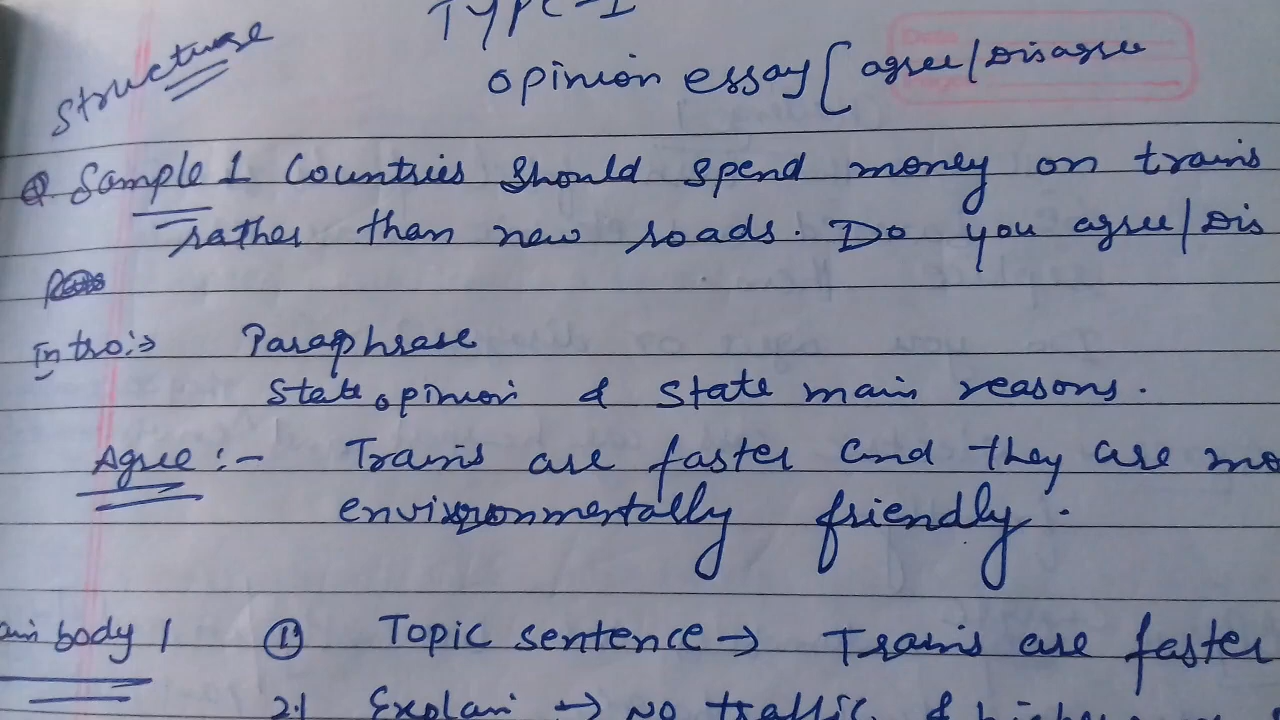 TYPE-1
Structure
opinion essay [agree/Disagree
Q Sample 1 Countries should spend money on trains
rather than new roads. Do you agree/Dis
Intro:→ Paraphrase
State opinion & state main reasons.
Agree :- Trains are faster and they are mo
environmentally friendly.
ain body 1 ① Topic sentence → Trains are faster
2.) Explain → No traffic &